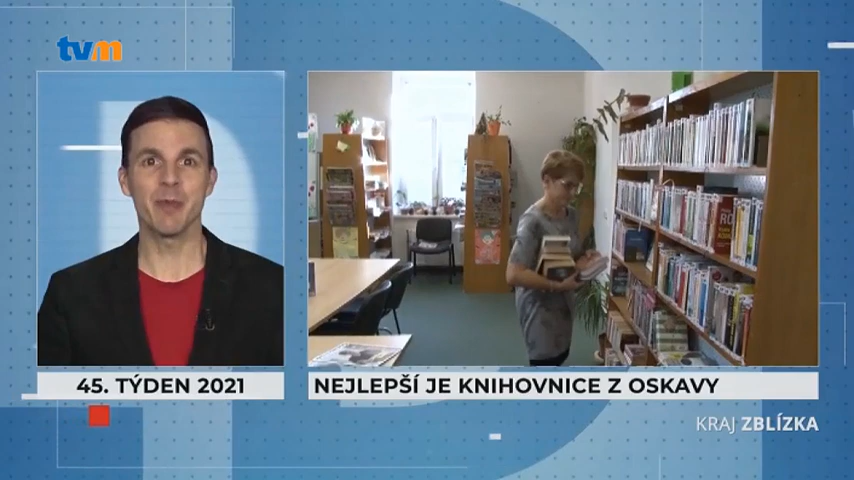 tvm
45. TÝDEN 2021
NEJLEPŠÍ JE KNIHOVNICE Z OSKAVY
KRAJ ZBLÍZKA